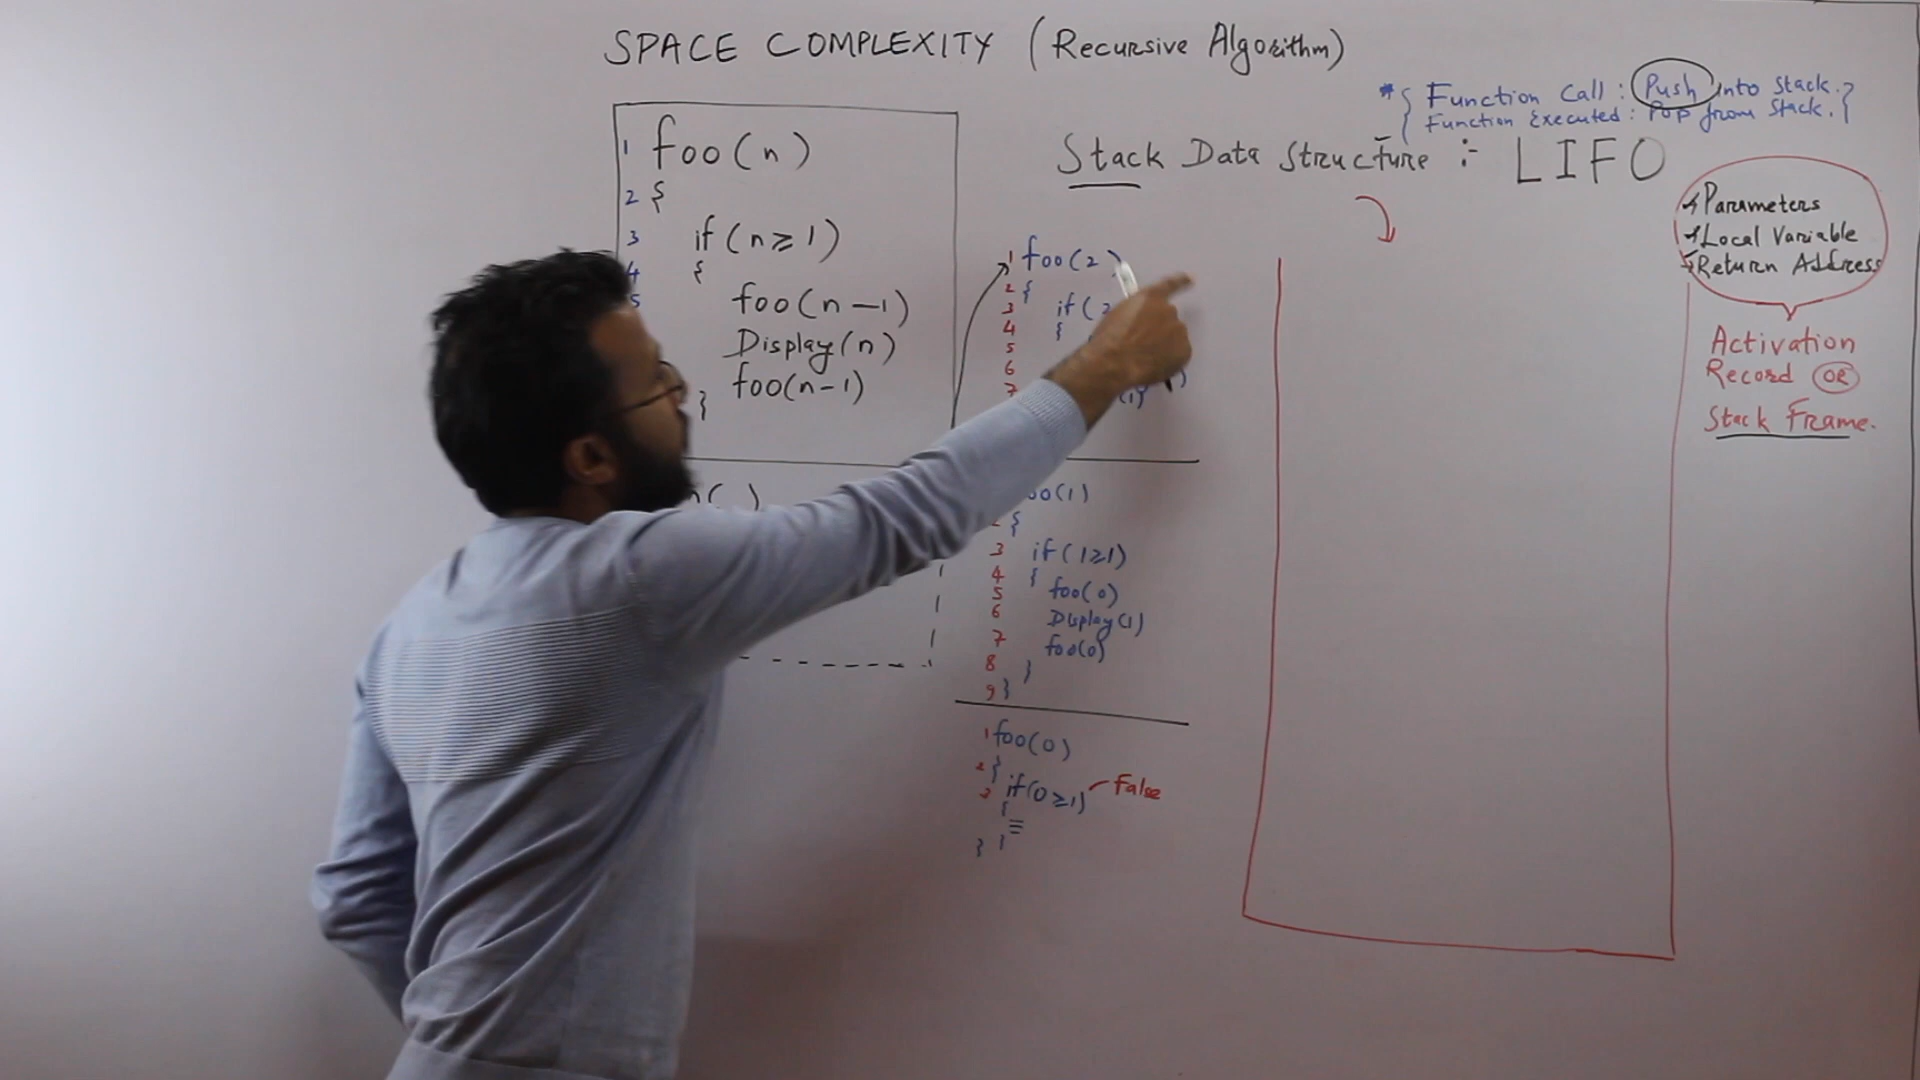 SPACE COMPLEXITY (Recursive Algorithm)
* { Function Call : Push into Stack. }
{ Function Executed : Pop from Stack. }
Stack Data Structure :- LIFO
1 foo(n)
2 {
3 if(n≥1)
4 {
5 foo(n-1)
Display(n)
foo(n-1)
}
1 foo(2)
2 {
3 if(2
4 {
5
6
7 (1)
foo(1)
2 {
3 if(1≥1)
4 {
5 foo(0)
6 Display(1)
7 foo(0)
8 }
9 }
1 foo(0)
2 {
3 if(0≥1) - False
{
} }
* Parameters
* Local Variable
* Return Address
Activation
Record OR
Stack Frame.